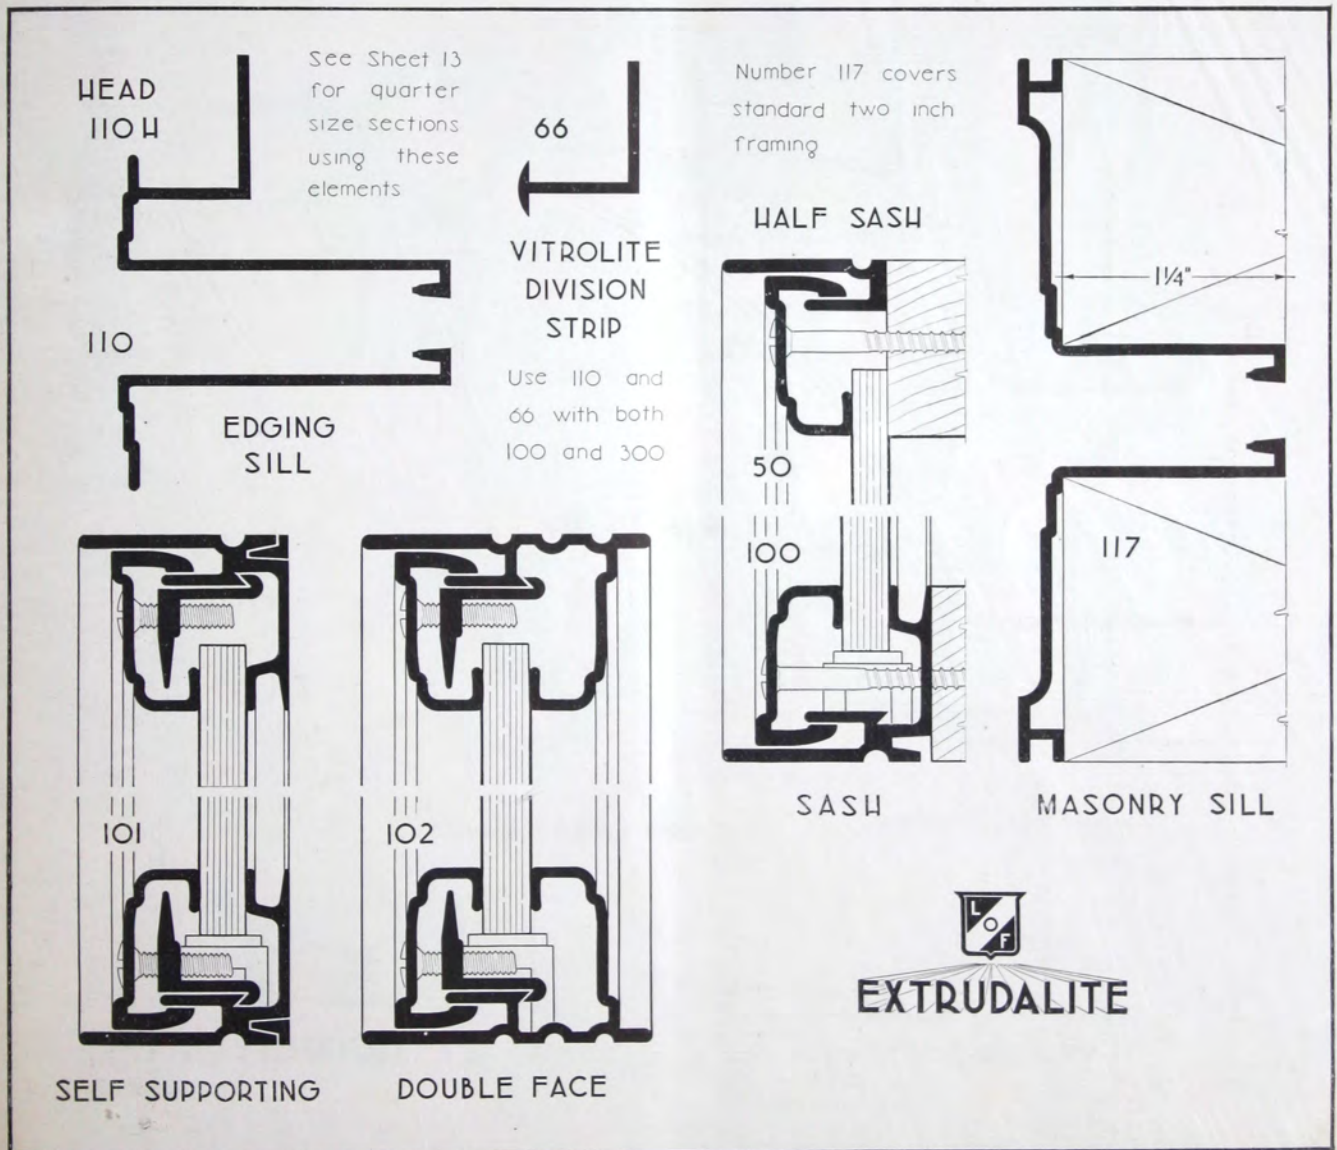 HEAD
110H
See Sheet 13
for quarter
size sections
using these
elements
66
VITROLITE
DIVISION
STRIP
Use 110 and
66 with both
100 and 300
110
EDGING
SILL
Number 117 covers
standard two inch
framing
HALF SASH
50
100
SASH
1¼"
117
MASONRY SILL
101
SELF SUPPORTING
102
DOUBLE FACE
L
O
F
EXTRUDALITE